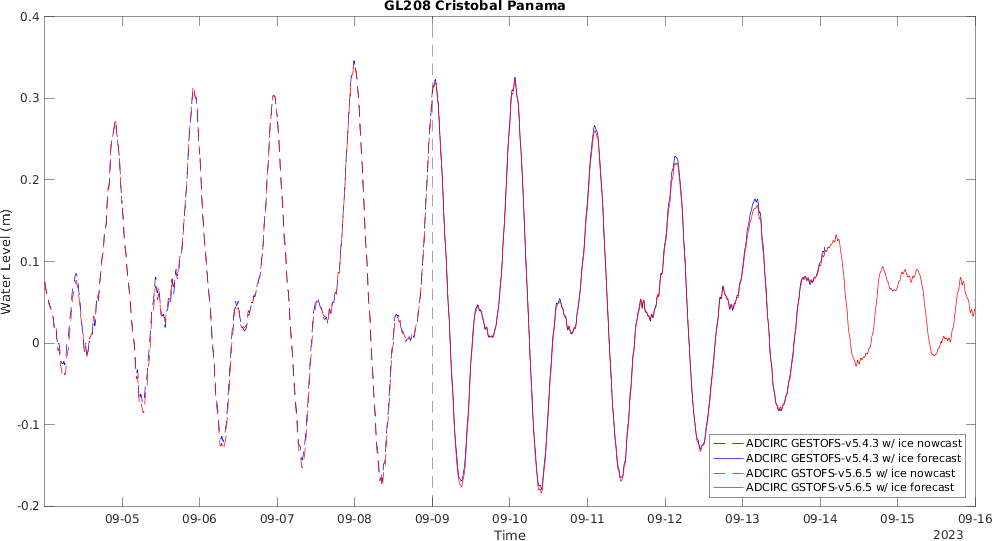 GL208 Cristobal Panama
0.4
0.3
0.2
0.1
0
-0.1
-0.2
Water Level (m)
ADCIRC GESTOFS-v5.4.3 w/ ice nowcast
ADCIRC GESTOFS-v5.4.3 w/ ice forecast
ADCIRC GSTOFS-v5.6.5 w/ ice nowcast
ADCIRC GSTOFS-v5.6.5 w/ ice forecast
09-05 09-06 09-07 09-08 09-09 09-10 09-11 09-12 09-13 09-14 09-15 09-16
Time
2023